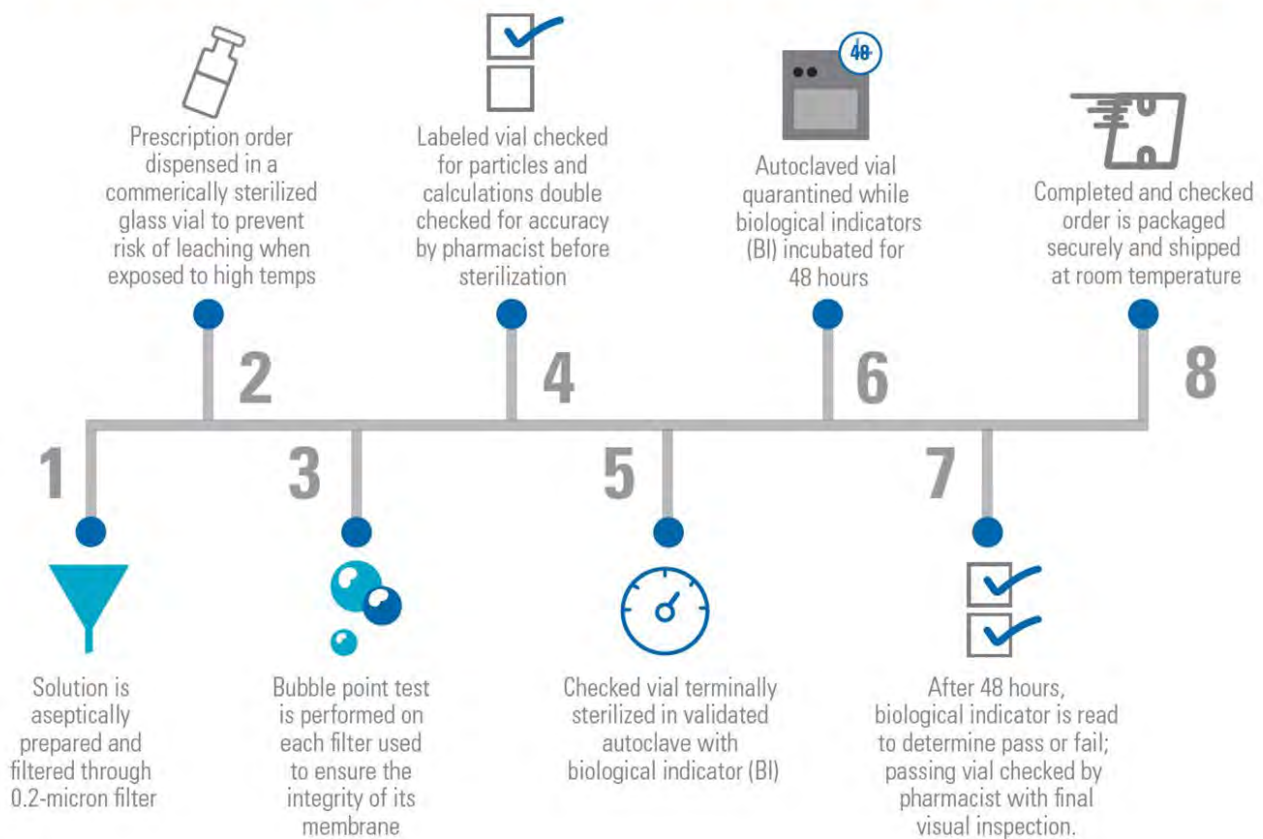 48
Prescription order
dispensed in a
commerically sterilized
glass vial to prevent
risk of leaching when
exposed to high temps
Labeled vial checked
for particles and
calculations double
checked for accuracy
by pharmacist before
sterilization
Autoclaved vial
quarantined while
biological indicators
(BI) incubated for
48 hours
Completed and checked
order is packaged
securely and shipped
at room temperature
2
4
6
8
1
3
5
7
Solution is
aseptically
prepared and
filtered through
0.2-micron filter
Bubble point test
is performed on
each filter used
to ensure the
integrity of its
membrane
Checked vial terminally
sterilized in validated
autoclave with
biological indicator (BI)
After 48 hours,
biological indicator is read
to determine pass or fail;
passing vial checked by
pharmacist with final
visual inspection.